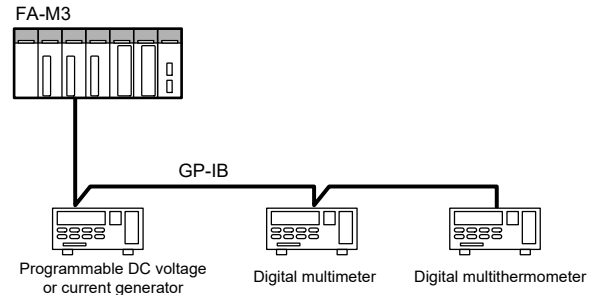 FA-M3
GP-IB
Programmable DC voltage
or current generator
Digital multimeter
Digital multithermometer